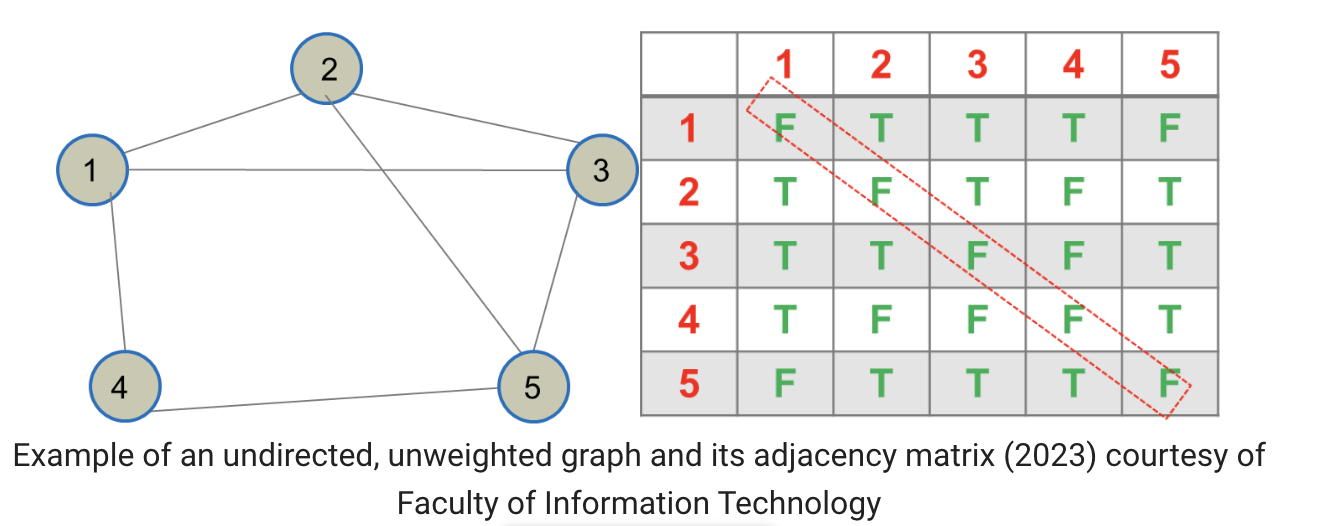 2
1
3
4
5
1 2 3 4 5
1 F T T T F
2 T F T F T
3 T T F F T
4 T F F F T
5 F T T T F
Example of an undirected, unweighted graph and its adjacency matrix (2023) courtesy of
Faculty of Information Technology